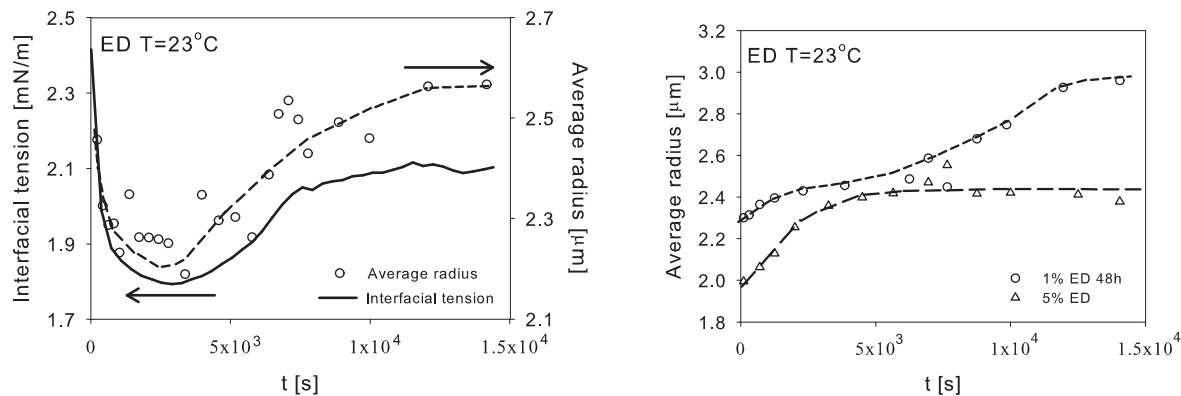 ED T=23°C
Interfacial tension [mN/m]
2.5
2.3
2.1
1.9
1.7
Average radius [μm]
2.7
2.5
2.3
2.1
Average radius
Interfacial tension
0
5x10³
1x10⁴
1.5x10⁴
t [s]
ED T=23°C
Average radius [μm]
3.2
3.0
2.8
2.6
2.4
2.2
2.0
1.8
1% ED 48h
5% ED
0
5x10³
1x10⁴
1.5x10⁴
t [s]